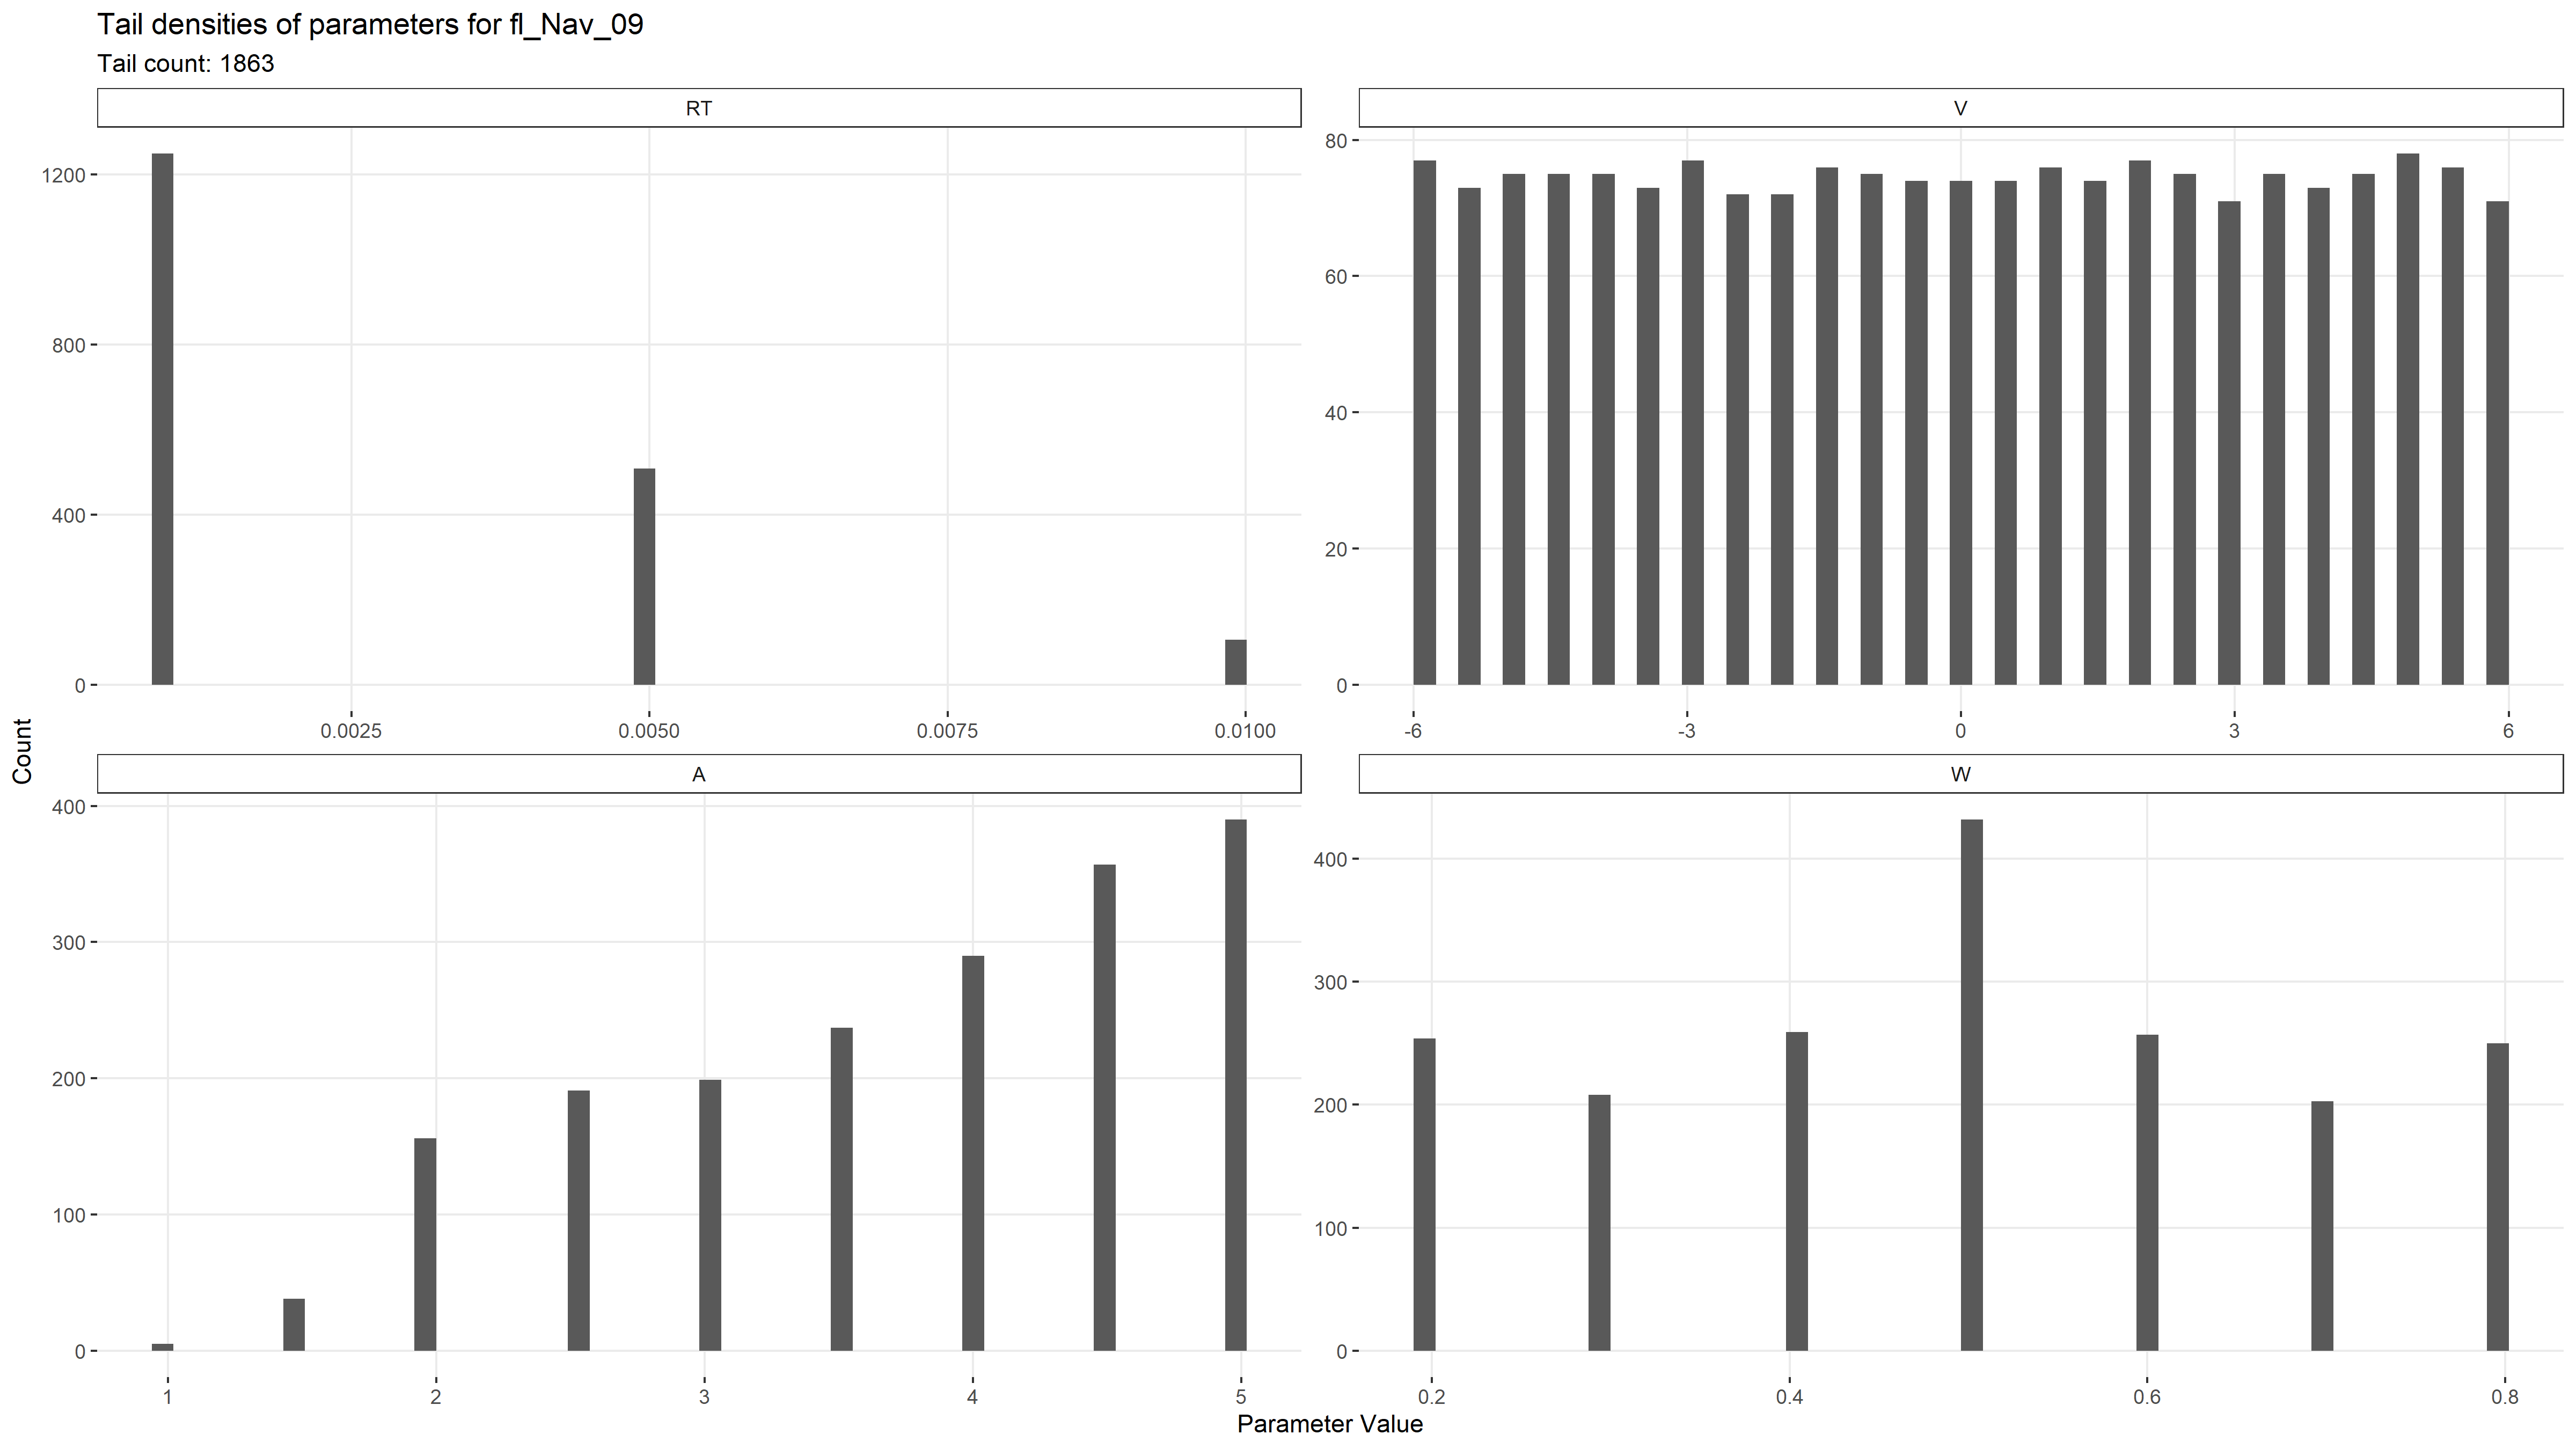 Tail densities of parameters for fl_Nav_09
Tail count: 1863
RT
V
1200
800
400
0
0.0025 0.0050 0.0075 0.0100
80
60
40
20
0
-6 -3 0 3 6
Count
A
W
400
300
200
100
0
1 2 3 4 5
400
300
200
100
0
0.2 0.4 0.6 0.8
Parameter Value